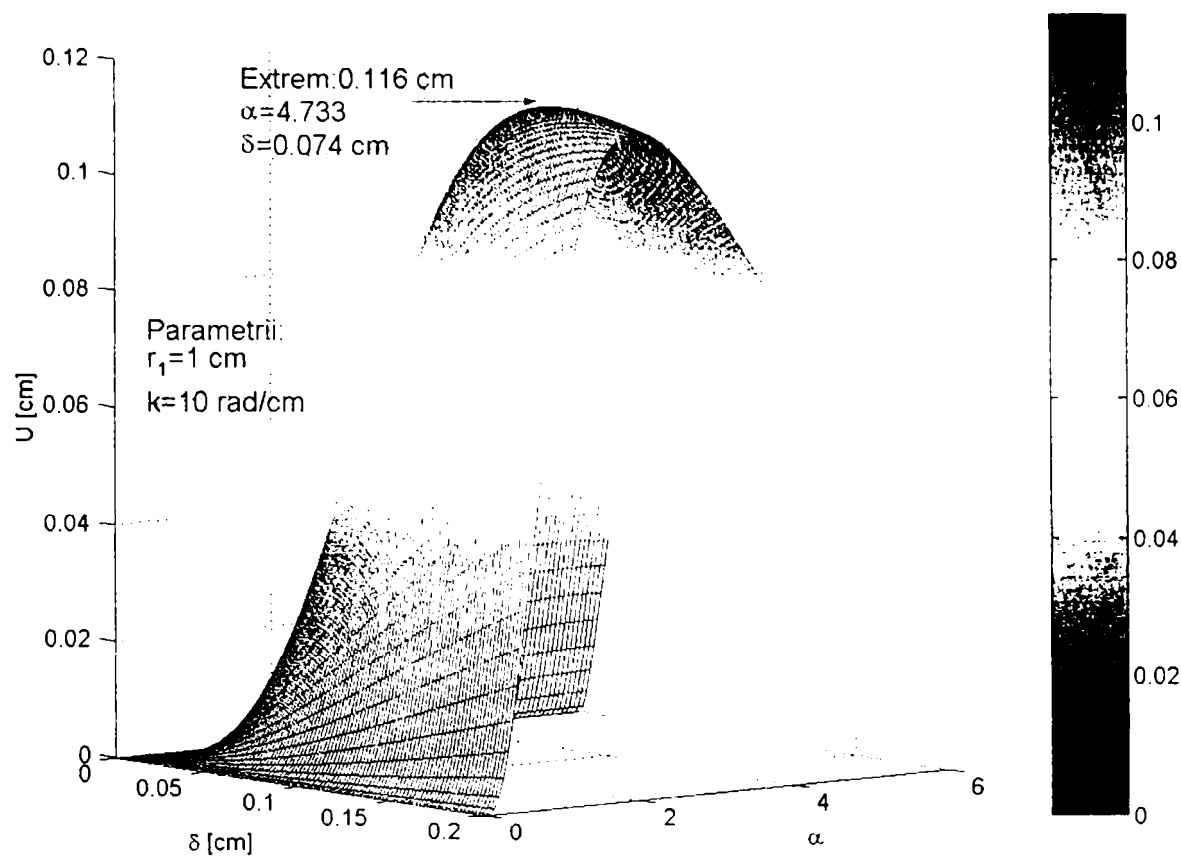 0.12
Extrem:0.116 cm
α=4.733
δ=0.074 cm
0.1
0.08
Parametrii:
r₁=1 cm
k=10 rad/cm
U [cm]
0.06
0.04
0.02
0
0
0.05
0.1
0.15
0.2
δ [cm]
0
2
4
6
α
0.1
0.08
0.06
0.04
0.02
0